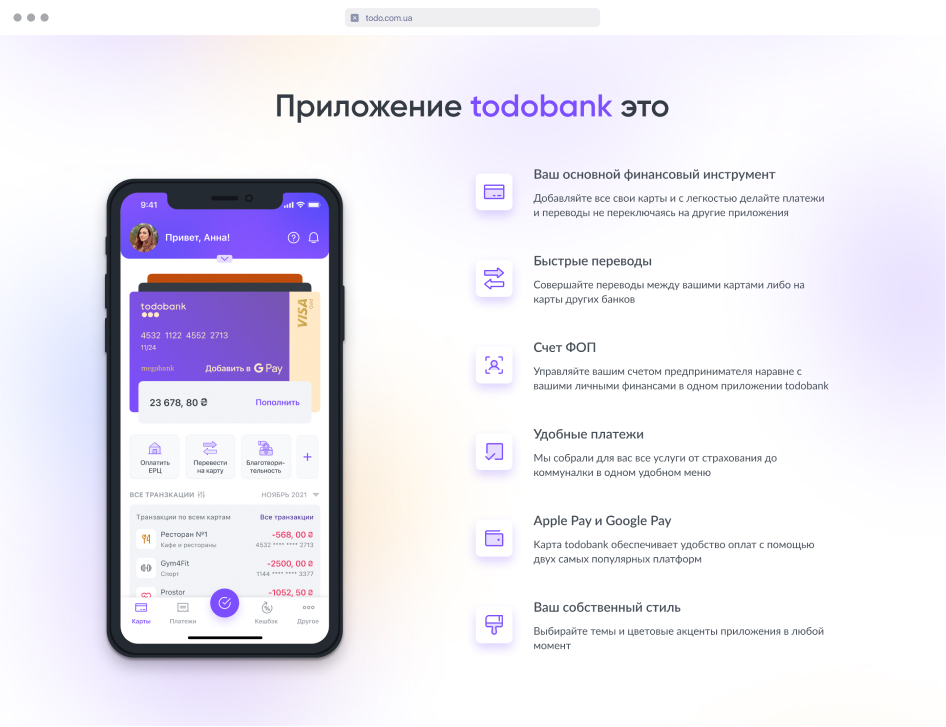 todo.com.ua
Приложение todobank это
9:41
Привет, Анна!
todobank
VISA
Gold
4532 1122 4552 2713
11/24
megabank
Добавить в G Pay
23 678, 80 ₴
Пополнить
Оплатить
ЕРЦ
Перевести
на карту
Благотвори-
тельность
ВСЕ ТРАНЗКАЦИИ
НОЯБРЬ 2021
Транзакции по всем картам
Все транзакции
Ресторан №1
-568, 00 ₴
Кафе и рестораны
4532 **** **** 2713
Gym4Fit
-2500, 00 ₴
Спорт
1144 **** **** 3377
Prostor
-1052, 50 ₴
Карты
Платежи
Кешбэк
Другое
Ваш основной финансовый инструмент
Добавляйте все свои карты и с легкостью делайте платежи
и переводы не переключаясь на другие приложения
Быстрые переводы
Совершайте переводы между вашими картами либо на
карты других банков
Счет ФОП
Управляйте вашим счетом предпринимателя наравне с
вашими личными финансами в одном приложении todobank
Удобные платежи
Мы собрали для вас все услуги от страхования до
коммуналки в одном удобном меню
Apple Pay и Google Pay
Карта todobank обеспечивает удобство оплат с помощью
двух самых популярных платформ
Ваш собственный стиль
Выбирайте темы и цветовые акценты приложения в любой
момент